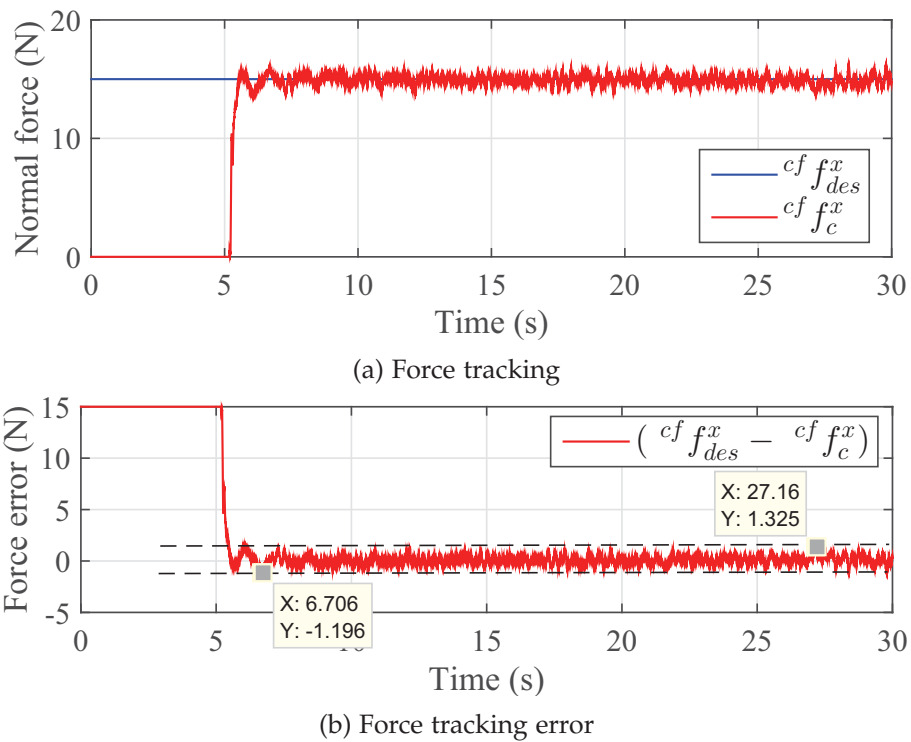 20
10
0
Normal force (N)
0 5 10 15 20 25 30
Time (s)
cf f x des
cf f x c
(a) Force tracking
15
10
5
0
-5
Force error (N)
( cf f x des − cf f x c )
X: 27.16
Y: 1.325
X: 6.706
Y: -1.196
0 5 10 15 20 25 30
Time (s)
(b) Force tracking error